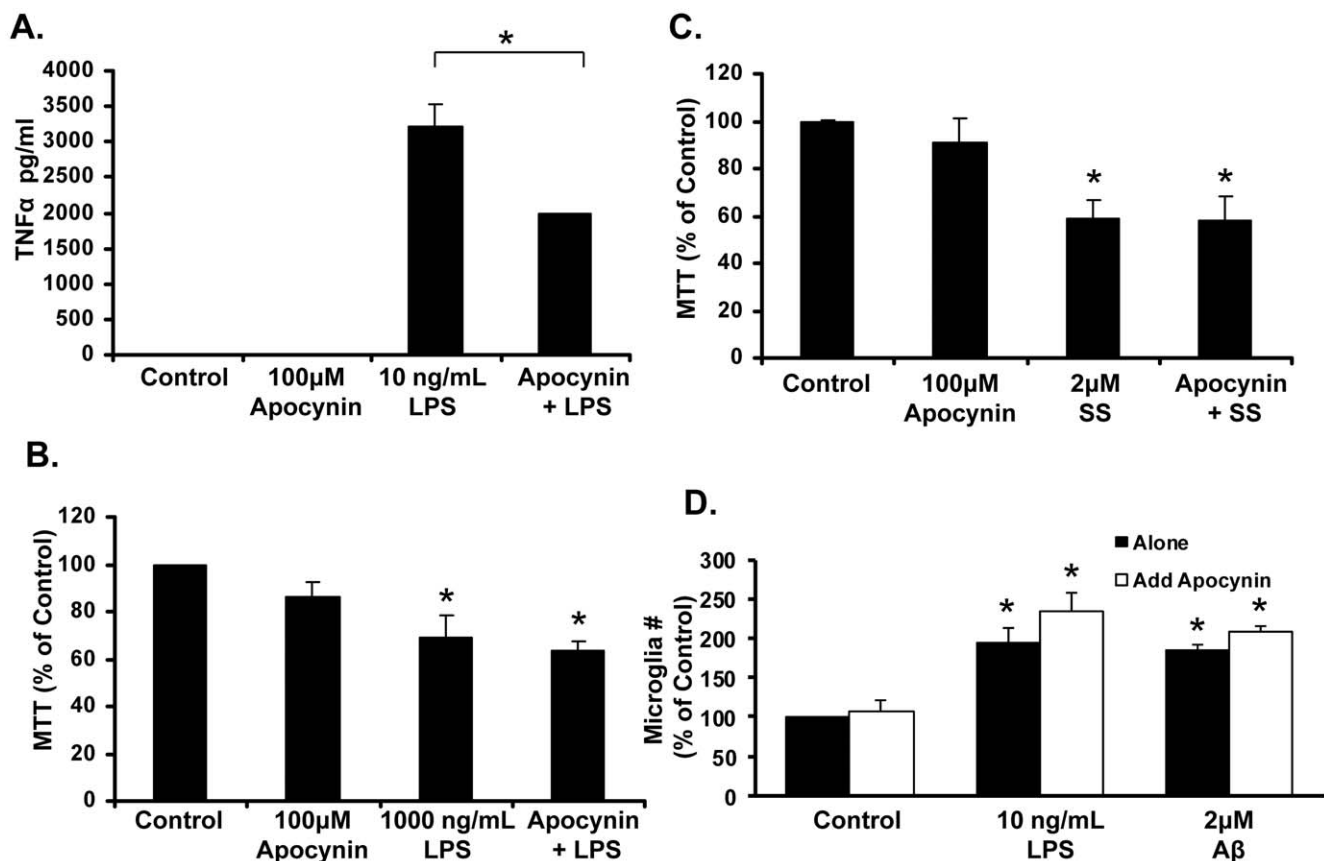 A.
*
4000
3500
3000
2500
2000
1500
1000
500
0
TNFα pg/ml
Control
100µM
Apocynin
10 ng/mL
LPS
Apocynin
+ LPS
B.
120
100
80
60
40
20
0
MTT (% of Control)
*
*
Control
100µM
Apocynin
1000 ng/mL
LPS
Apocynin
+ LPS
C.
120
100
80
60
40
20
0
MTT (% of Control)
*
*
Control
100µM
Apocynin
2µM
SS
Apocynin
+ SS
D.
Alone
Add Apocynin
300
250
200
150
100
50
0
Microglia #
(% of Control)
*
*
*
*
Control
10 ng/mL
LPS
2µM
Aβ